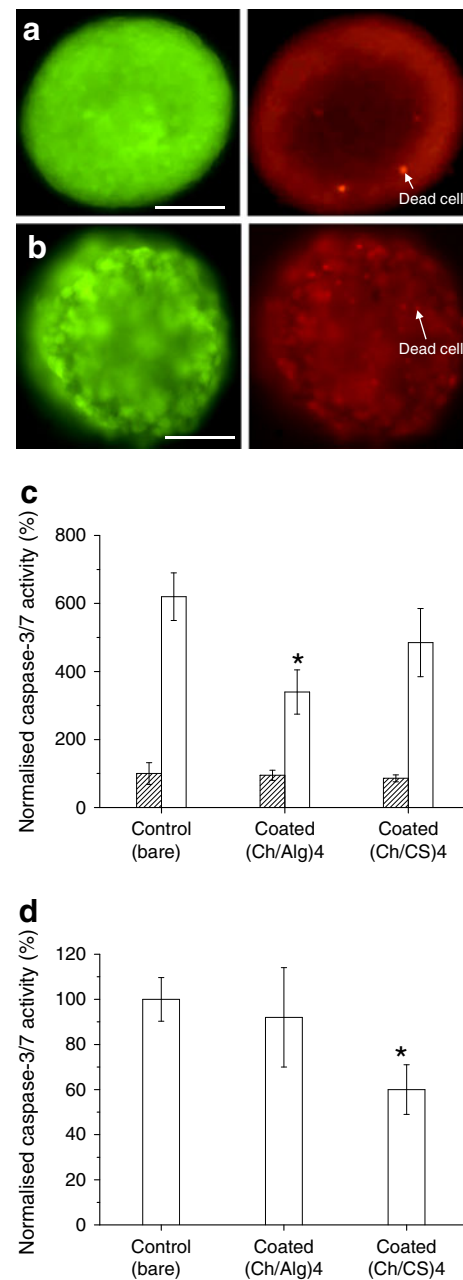 a
Dead cell
b
Dead cell
c
Normalised caspase-3/7 activity (%)
800
600
400
200
0
*
Control
(bare)
Coated
(Ch/Alg)4
Coated
(Ch/CS)4
d
Normalised caspase-3/7 activity (%)
120
100
80
60
40
20
0
*
Control
(bare)
Coated
(Ch/Alg)4
Coated
(Ch/CS)4